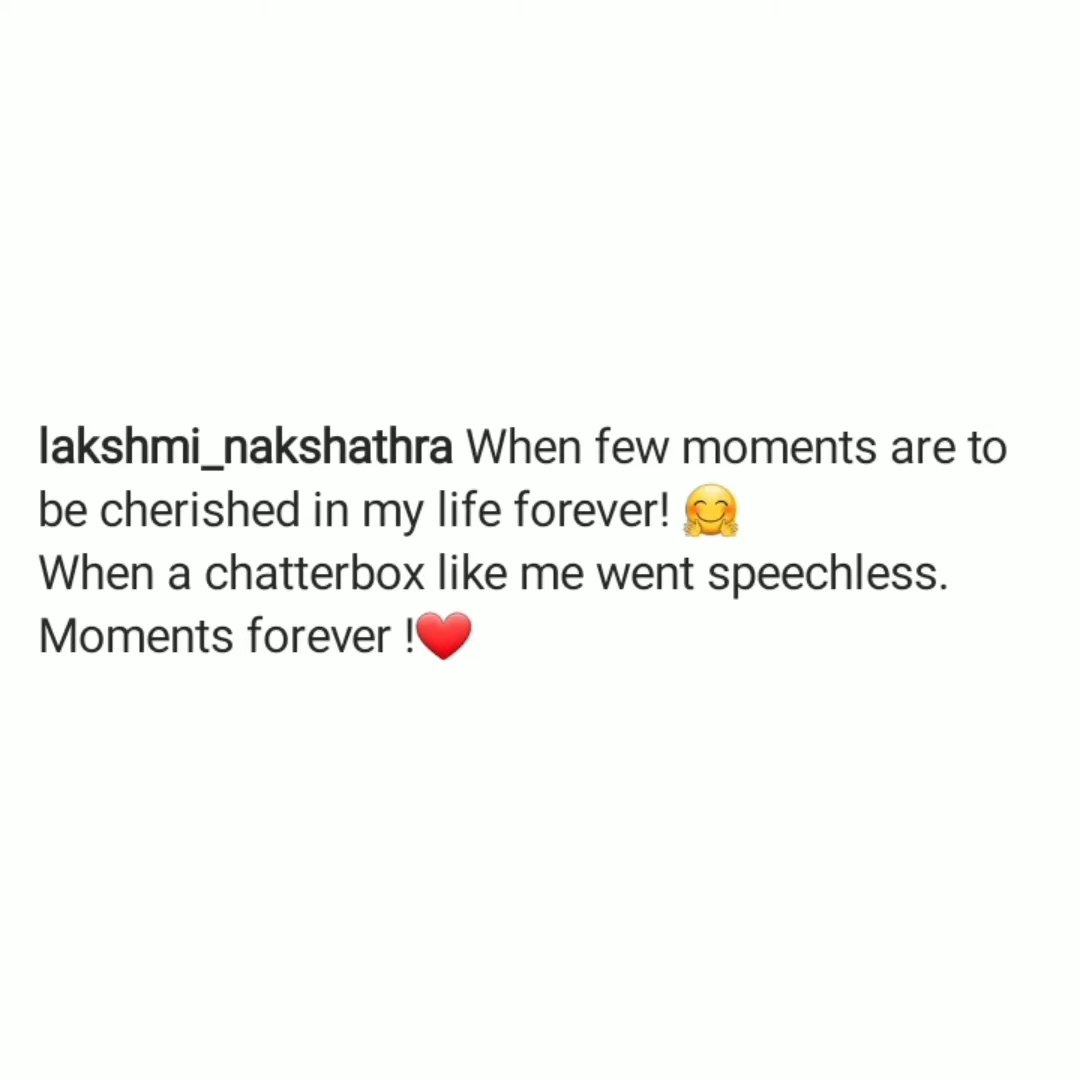 lakshmi_nakshathra When few moments are to
be cherished in my life forever! 🤗
When a chatterbox like me went speechless.
Moments forever !❤️